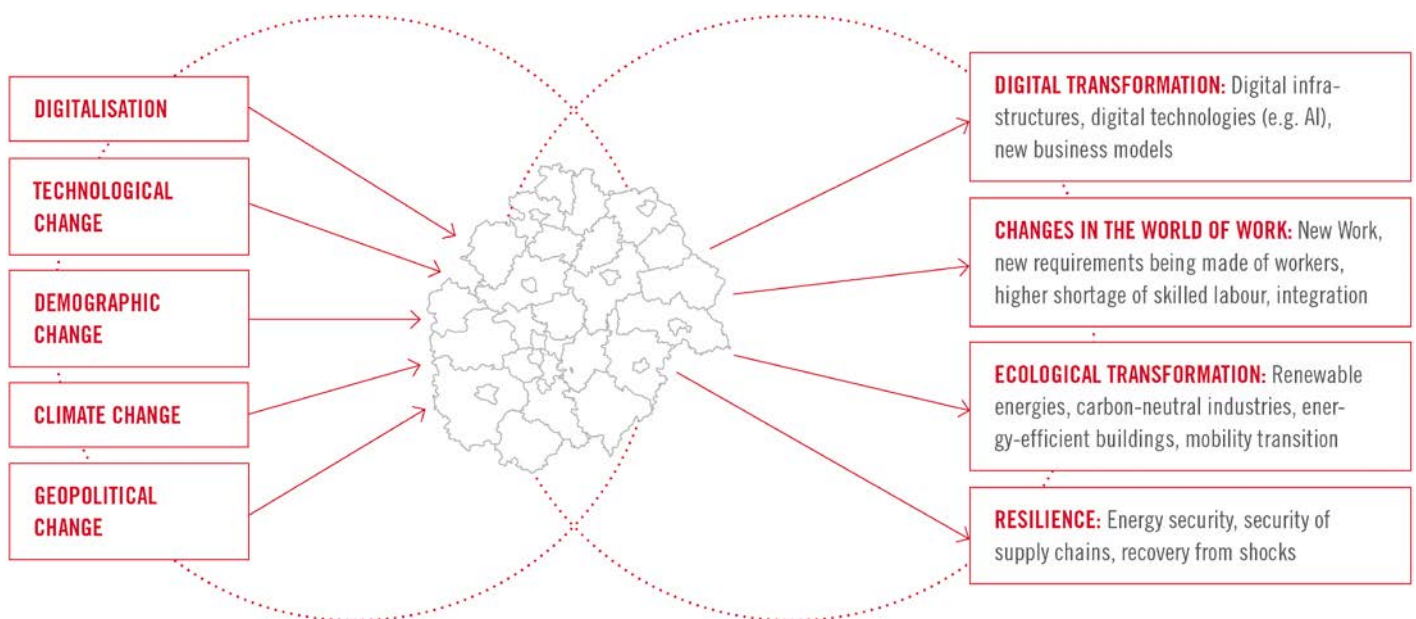 DIGITALISATION
TECHNOLOGICAL
CHANGE
DEMOGRAPHIC
CHANGE
CLIMATE CHANGE
GEOPOLITICAL
CHANGE
DIGITAL TRANSFORMATION: Digital infra-
structures, digital technologies (e.g. AI),
new business models
CHANGES IN THE WORLD OF WORK: New Work,
new requirements being made of workers,
higher shortage of skilled labour, integration
ECOLOGICAL TRANSFORMATION: Renewable
energies, carbon-neutral industries, ener-
gy-efficient buildings, mobility transition
RESILIENCE: Energy security, security of
supply chains, recovery from shocks